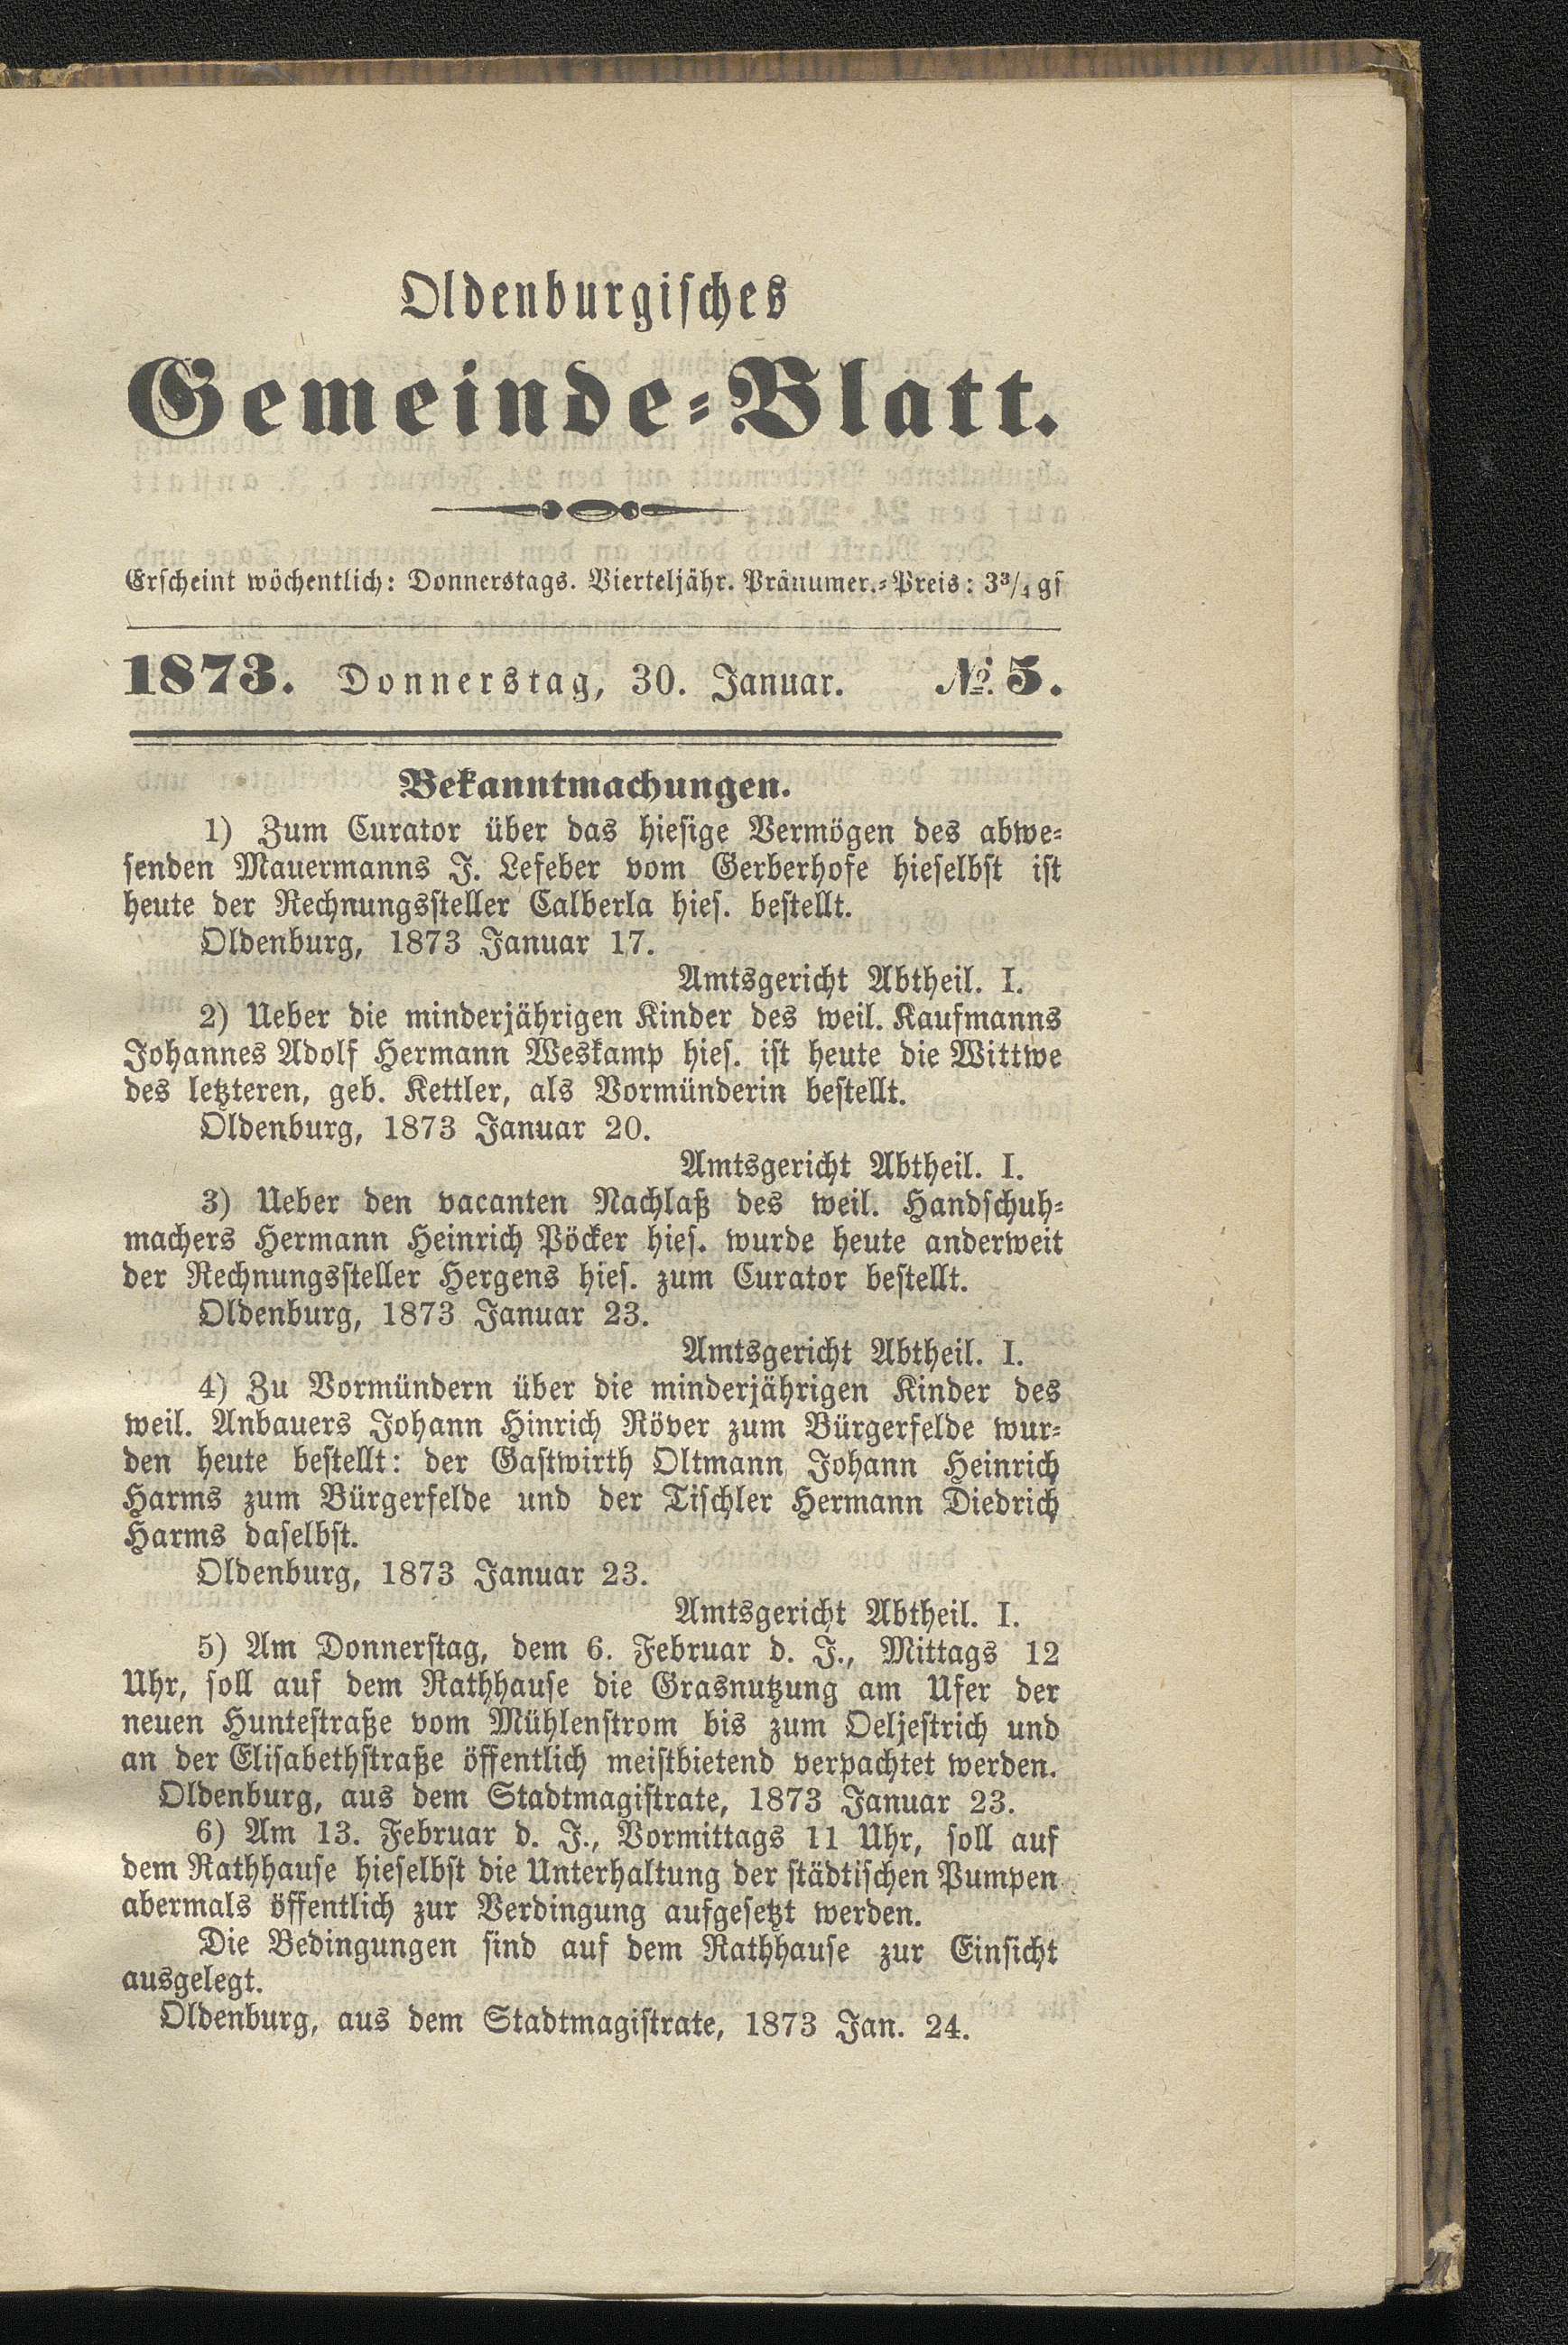 Oldenburgisches
Gemeinde-Blatt.
Erscheint wöchentlich: Donnerstags. Vierteljähr. Pränumer.-Preis: 3¾ gs
1873. Donnerstag, 30. Januar. № 5.
Bekanntmachungen.
1) Zum Curator über das hiesige Vermögen des abwe-
senden Mauermanns J. Lefeber vom Gerberhofe hieselbst ist
heute der Rechnungssteller Calberla hies. bestellt.
Oldenburg, 1873 Januar 17.
Amtsgericht Abtheil. I.
2) Ueber die minderjährigen Kinder des weil. Kaufmanns
Johannes Adolf Hermann Weskamp hies. ist heute die Wittwe
des letzteren, geb. Kettler, als Vormünderin bestellt.
Oldenburg, 1873 Januar 20.
Amtsgericht Abtheil. I.
3) Ueber den vacanten Nachlaß des weil. Handschuh-
machers Hermann Heinrich Pöcker hies. wurde heute anderweit
der Rechnungssteller Hergens hies. zum Curator bestellt.
Oldenburg, 1873 Januar 23.
Amtsgericht Abtheil. I.
4) Zu Vormündern über die minderjährigen Kinder des
weil. Anbauers Johann Hinrich Röver zum Bürgerfelde wur-
den heute bestellt: der Gastwirth Oltmann Johann Heinrich
Harms zum Bürgerfelde und der Tischler Hermann Diedrich
Harms daselbst.
Oldenburg, 1873 Januar 23.
Amtsgericht Abtheil. I.
5) Am Donnerstag, dem 6. Februar d. J., Mittags 12
Uhr, soll auf dem Rathhause die Grasnutzung am Ufer der
neuen Huntestraße vom Mühlenstrom bis zum Oeljestrich und
an der Elisabethstraße öffentlich meistbietend verpachtet werden.
Oldenburg, aus dem Stadtmagistrate, 1873 Januar 23.
6) Am 13. Februar d. J., Vormittags 11 Uhr, soll auf
dem Rathhause hieselbst die Unterhaltung der städtischen Pumpen
abermals öffentlich zur Verdingung aufgesetzt werden.
Die Bedingungen sind auf dem Rathhause zur Einsicht
ausgelegt.
Oldenburg, aus dem Stadtmagistrate, 1873 Jan. 24.